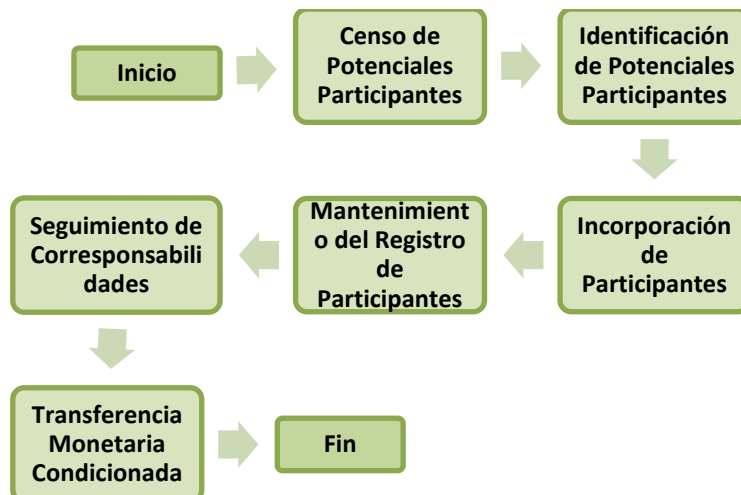 Inicio
Censo de
Potenciales
Participantes
Identificación
de Potenciales
Participantes
Incorporación
de
Participantes
Mantenimient
o del Registro
de
Participantes
Seguimiento de
Corresponsabili
dades
Transferencia
Monetaria
Condicionada
Fin